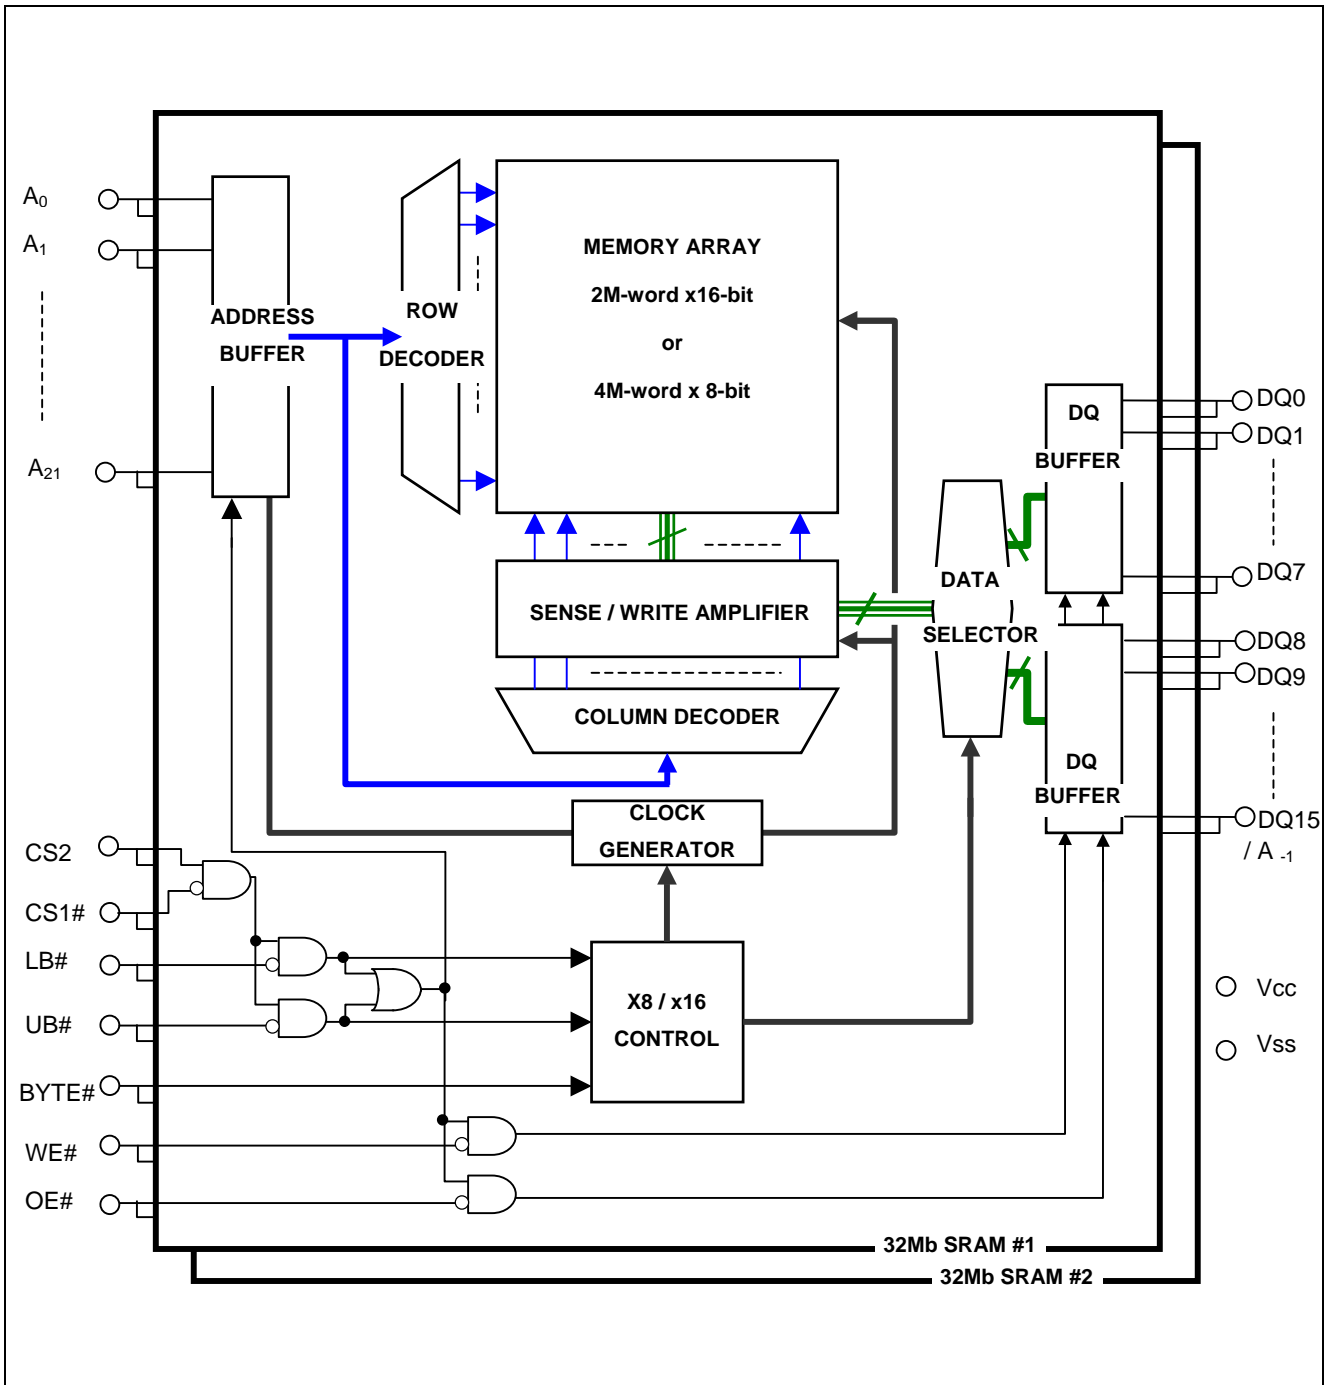 A0
A1
A21
ADDRESS
BUFFER
ROW
DECODER
MEMORY ARRAY
2M-word x16-bit
or
4M-word x 8-bit
SENSE / WRITE AMPLIFIER
COLUMN DECODER
CLOCK
GENERATOR
X8 / x16
CONTROL
DATA
SELECTOR
DQ
BUFFER
DQ
BUFFER
DQ0
DQ1
DQ7
DQ8
DQ9
DQ15
/ A -1
CS2
CS1#
LB#
UB#
BYTE#
WE#
OE#
Vcc
Vss
32Mb SRAM #1
32Mb SRAM #2